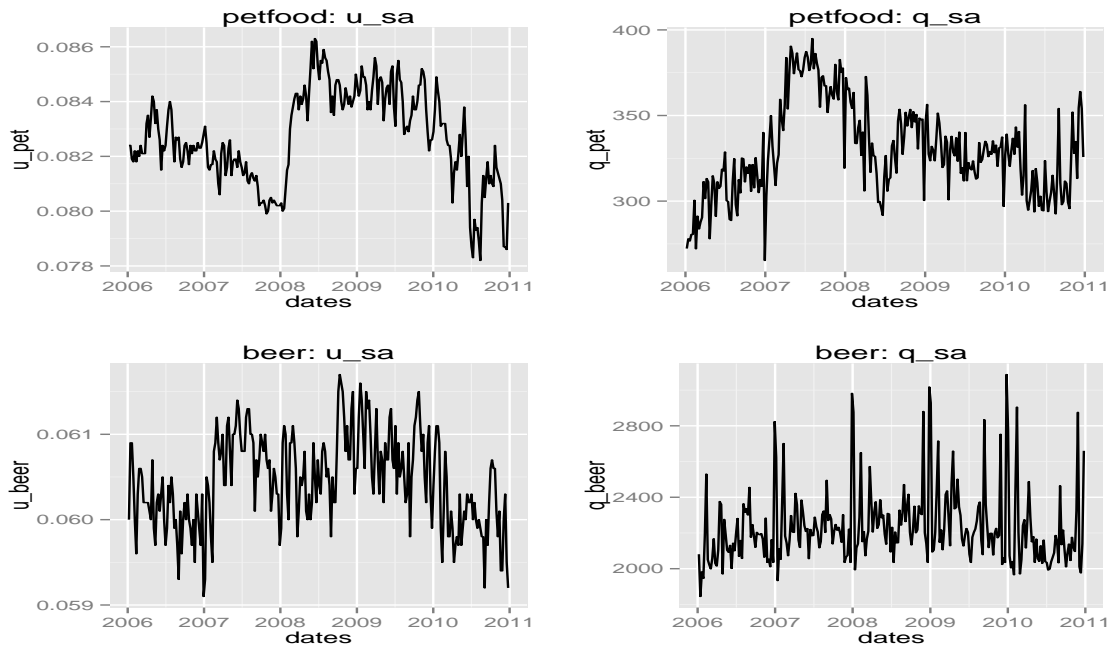 petfood: u_sa
u_pet
0.086
0.084
0.082
0.080
0.078
2006 2007 2008 2009 2010 2011
dates
petfood: q_sa
q_pet
400
350
300
2006 2007 2008 2009 2010 2011
dates
beer: u_sa
u_beer
0.061
0.060
0.059
2006 2007 2008 2009 2010 2011
dates
beer: q_sa
q_beer
2800
2400
2000
2006 2007 2008 2009 2010 2011
dates